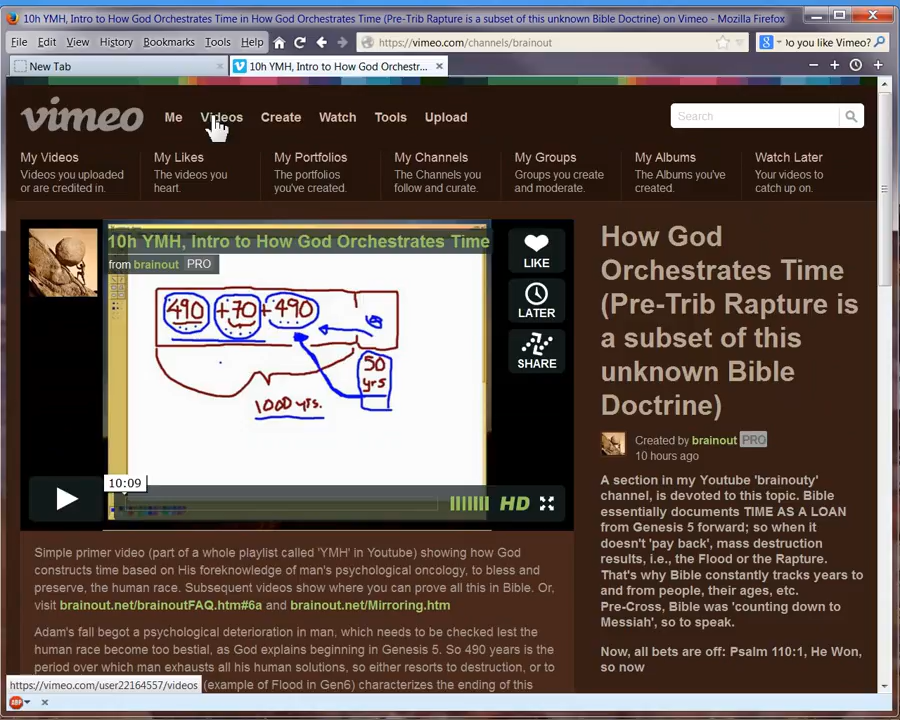 10h YMH, Intro to How God Orchestrates Time in How God Orchestrates Time (Pre-Trib Rapture is a subset of this unknown Bible Doctrine) on Vimeo - Mozilla Firefox
File Edit View History Bookmarks Tools Help
https://vimeo.com/channels/brainout
Do you like Vimeo?
New Tab
10h YMH, Intro to How God Orchestr...
vimeo Me Videos Create Watch Tools Upload Search
My Videos
Videos you uploaded
or are credited in.
My Likes
The videos you
heart.
My Portfolios
The portfolios
you've created.
My Channels
The Channels you
follow and curate.
My Groups
Groups you create
and moderate.
My Albums
The Albums you've
created.
Watch Later
Your videos to
catch up on.
10h YMH, Intro to How God Orchestrates Time
from brainout PRO
LIKE
LATER
SHARE
490 +70 +490
50
yrs
1000 yrs.
10:09
HD
How God
Orchestrates Time
(Pre-Trib Rapture is
a subset of this
unknown Bible
Doctrine)
Created by brainout PRO
10 hours ago
A section in my Youtube 'brainouty'
channel, is devoted to this topic. Bible
essentially documents TIME AS A LOAN
from Genesis 5 forward; so when it
doesn't 'pay back', mass destruction
results, i.e., the Flood or the Rapture.
That's why Bible constantly tracks years to
and from people, their ages, etc.
Pre-Cross, Bible was 'counting down to
Messiah', so to speak.
Now, all bets are off: Psalm 110:1, He Won,
so now
Simple primer video (part of a whole playlist called 'YMH' in Youtube) showing how God
constructs time based on His foreknowledge of man's psychological oncology, to bless and
preserve, the human race. Subsequent videos show where you can prove all this in Bible. Or,
visit brainout.net/brainoutFAQ.htm#6a and brainout.net/Mirroring.htm
Adam's fall begot a psychological deterioration in man, which needs to be checked lest the
human race become too bestial, as God explains beginning in Genesis 5. So 490 years is the
period over which man exhausts all his human solutions, so either resorts to destruction, or to
https://vimeo.com/user22164557/videos (example of Flood in Gen6) characterizes the ending of this
ABP